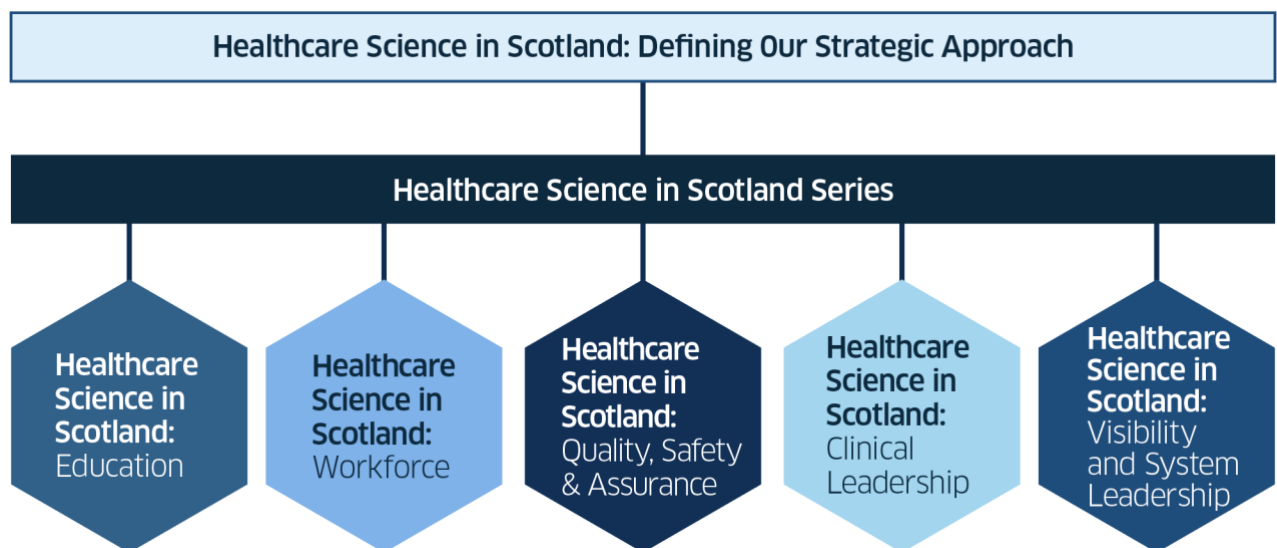 Healthcare Science in Scotland: Defining Our Strategic Approach
Healthcare Science in Scotland Series
Healthcare
Science in
Scotland:
Education
Healthcare
Science in
Scotland:
Workforce
Healthcare
Science in
Scotland:
Quality, Safety
& Assurance
Healthcare
Science in
Scotland:
Clinical
Leadership
Healthcare
Science in
Scotland:
Visibility
and System
Leadership